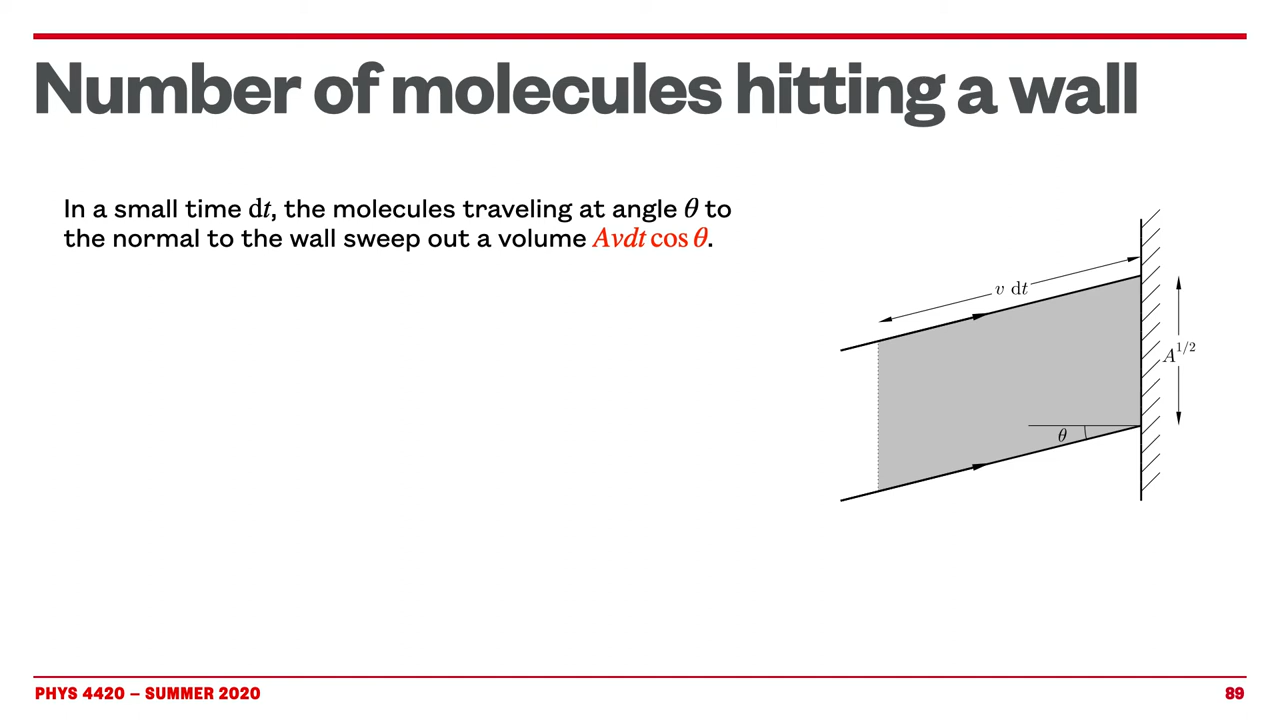 Number of molecules hitting a wall
In a small time dt, the molecules traveling at angle θ to
the normal to the wall sweep out a volume Avdt cos θ.
v dt
A^{1/2}
θ
PHYS 4420 – SUMMER 2020
89